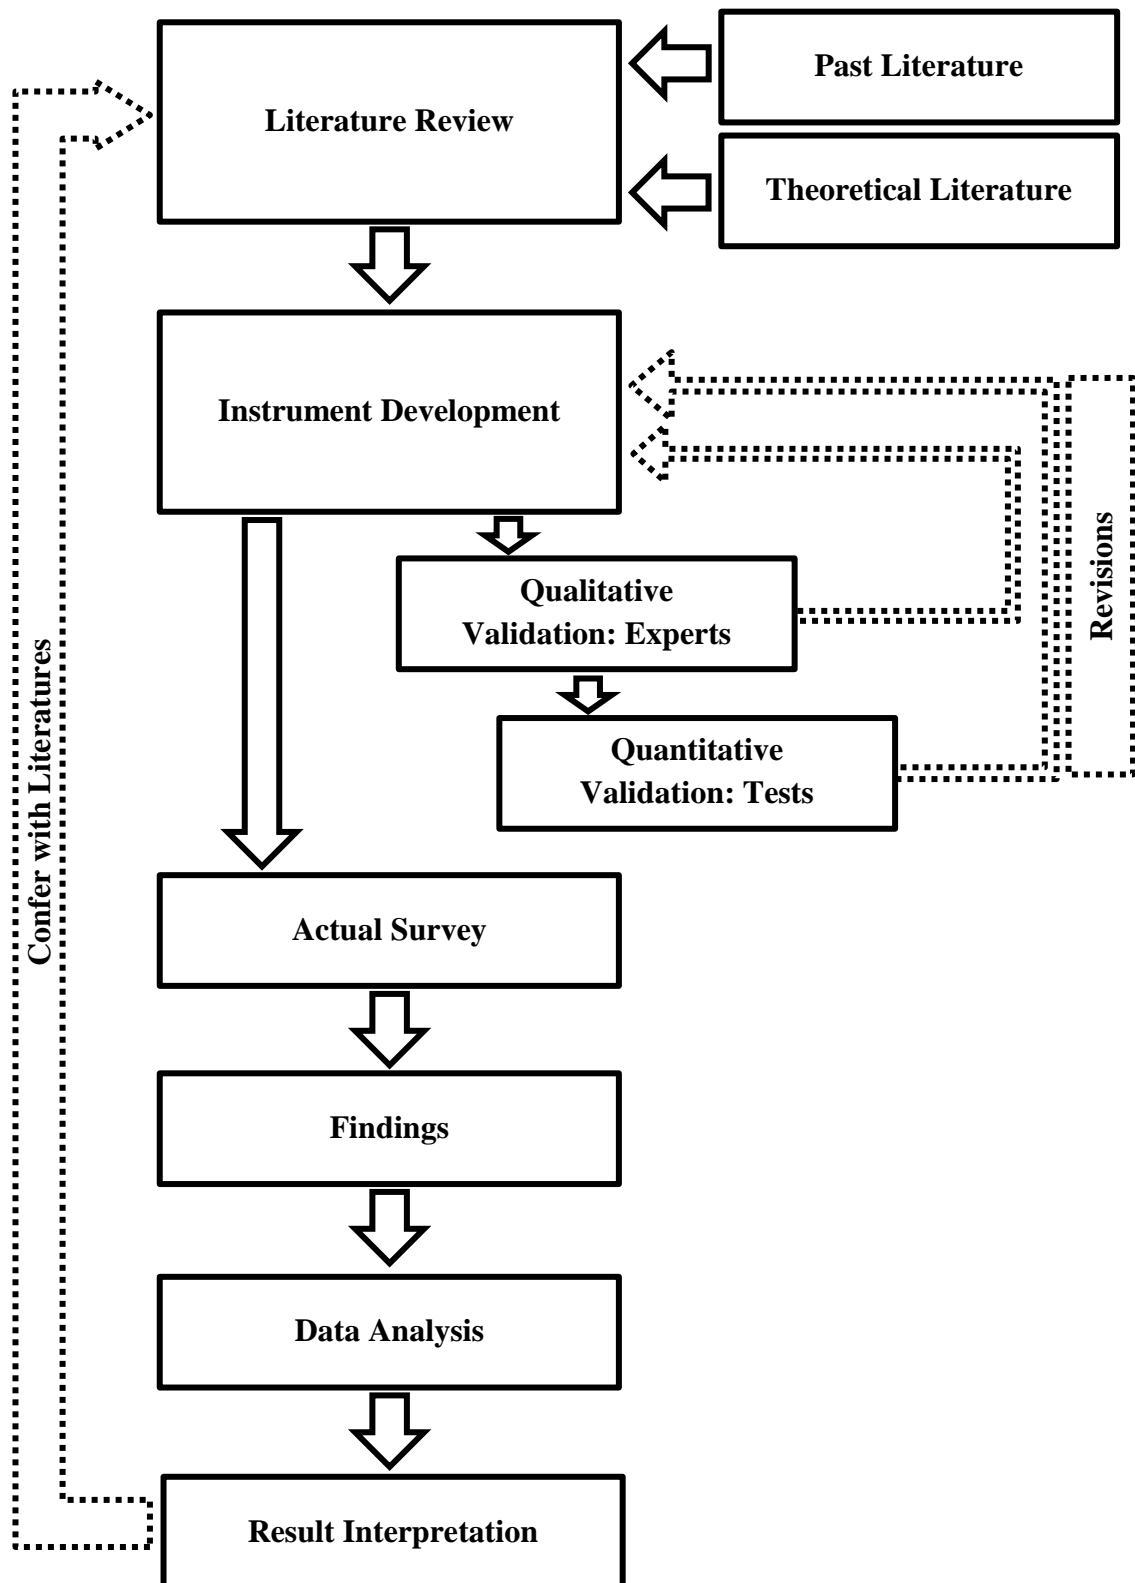 Past Literature
Literature Review
Theoretical Literature
Instrument Development
Qualitative
Validation: Experts
Revisions
Quantitative
Validation: Tests
Confer with Literatures
Actual Survey
Findings
Data Analysis
Result Interpretation